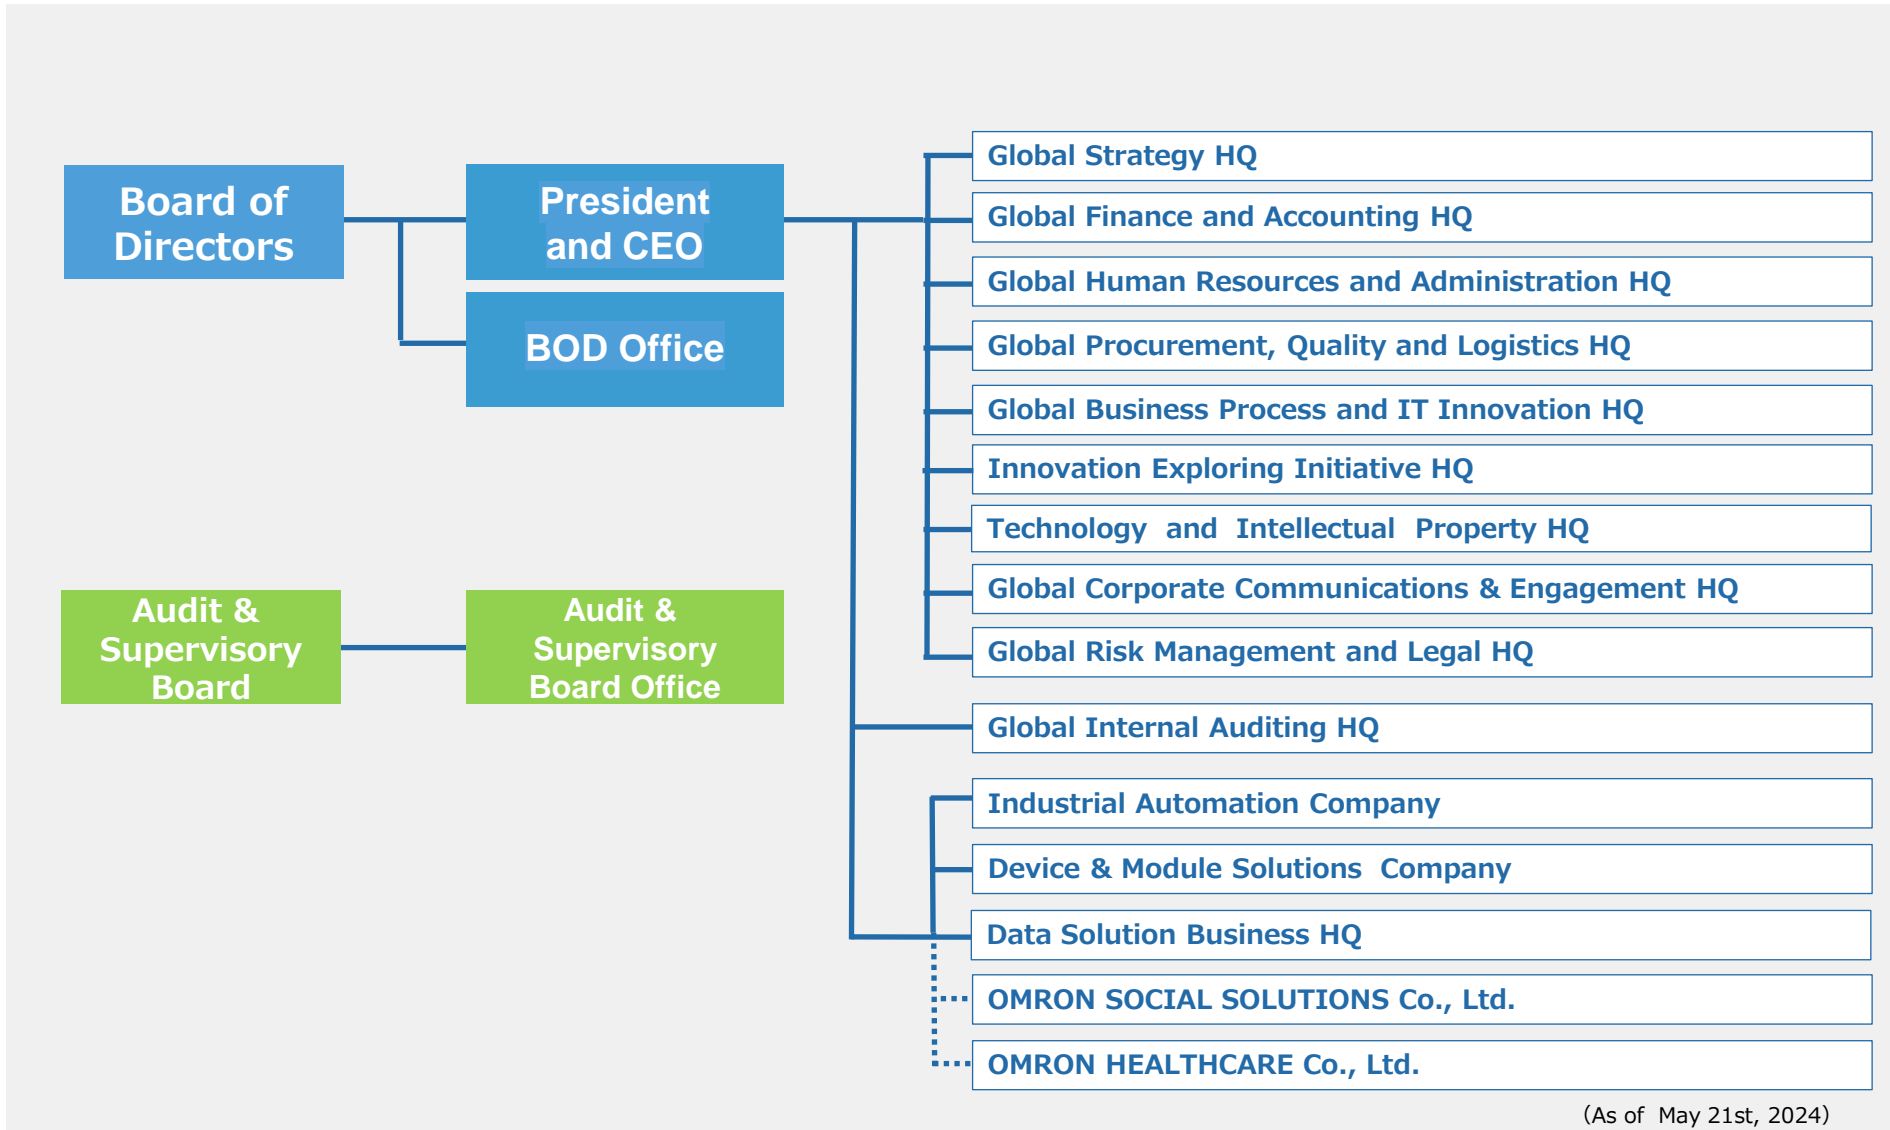 Board of
Directors
President
and CEO
BOD Office
Audit &
Supervisory
Board
Audit &
Supervisory
Board Office
Global Strategy HQ
Global Finance and Accounting HQ
Global Human Resources and Administration HQ
Global Procurement, Quality and Logistics HQ
Global Business Process and IT Innovation HQ
Innovation Exploring Initiative HQ
Technology and Intellectual Property HQ
Global Corporate Communications & Engagement HQ
Global Risk Management and Legal HQ
Global Internal Auditing HQ
Industrial Automation Company
Device & Module Solutions Company
Data Solution Business HQ
OMRON SOCIAL SOLUTIONS Co., Ltd.
OMRON HEALTHCARE Co., Ltd.
（As of May 21st, 2024）